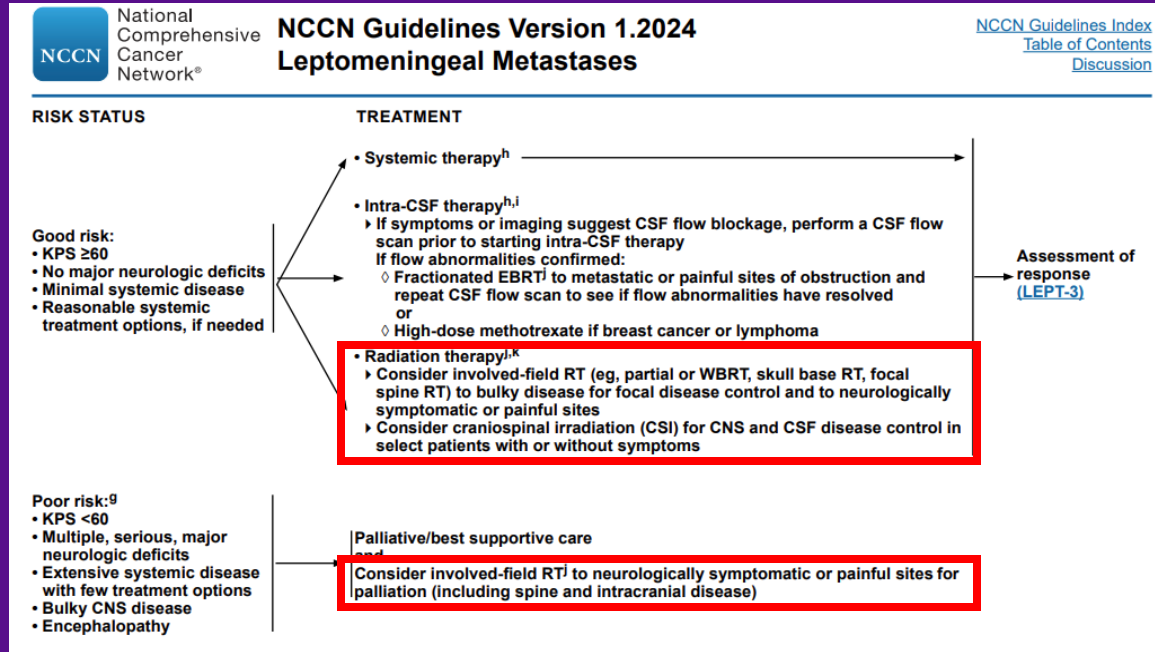 National
Comprehensive
Cancer
Network®
NCCN
NCCN Guidelines Version 1.2024
Leptomeningeal Metastases
NCCN Guidelines Index
Table of Contents
Discussion
RISK STATUS
TREATMENT
Good risk:
• KPS ≥60
• No major neurologic deficits
• Minimal systemic disease
• Reasonable systemic
treatment options, if needed
• Systemic therapyh
• Intra-CSF therapyh,i
If symptoms or imaging suggest CSF flow blockage, perform a CSF flow
scan prior to starting intra-CSF therapy
If flow abnormalities confirmed:
◊ Fractionated EBRTj to metastatic or painful sites of obstruction and
repeat CSF flow scan to see if flow abnormalities have resolved
or
◊ High-dose methotrexate if breast cancer or lymphoma
• Radiation therapyj,k
Consider involved-field RT (eg, partial or WBRT, skull base RT, focal
spine RT) to bulky disease for focal disease control and to neurologically
symptomatic or painful sites
Consider craniospinal irradiation (CSI) for CNS and CSF disease control in
select patients with or without symptoms
Assessment of
response
(LEPT-3)
Poor risk:g
• KPS <60
• Multiple, serious, major
neurologic deficits
• Extensive systemic disease
with few treatment options
• Bulky CNS disease
• Encephalopathy
Palliative/best supportive care
and
Consider involved-field RTj to neurologically symptomatic or painful sites for
palliation (including spine and intracranial disease)